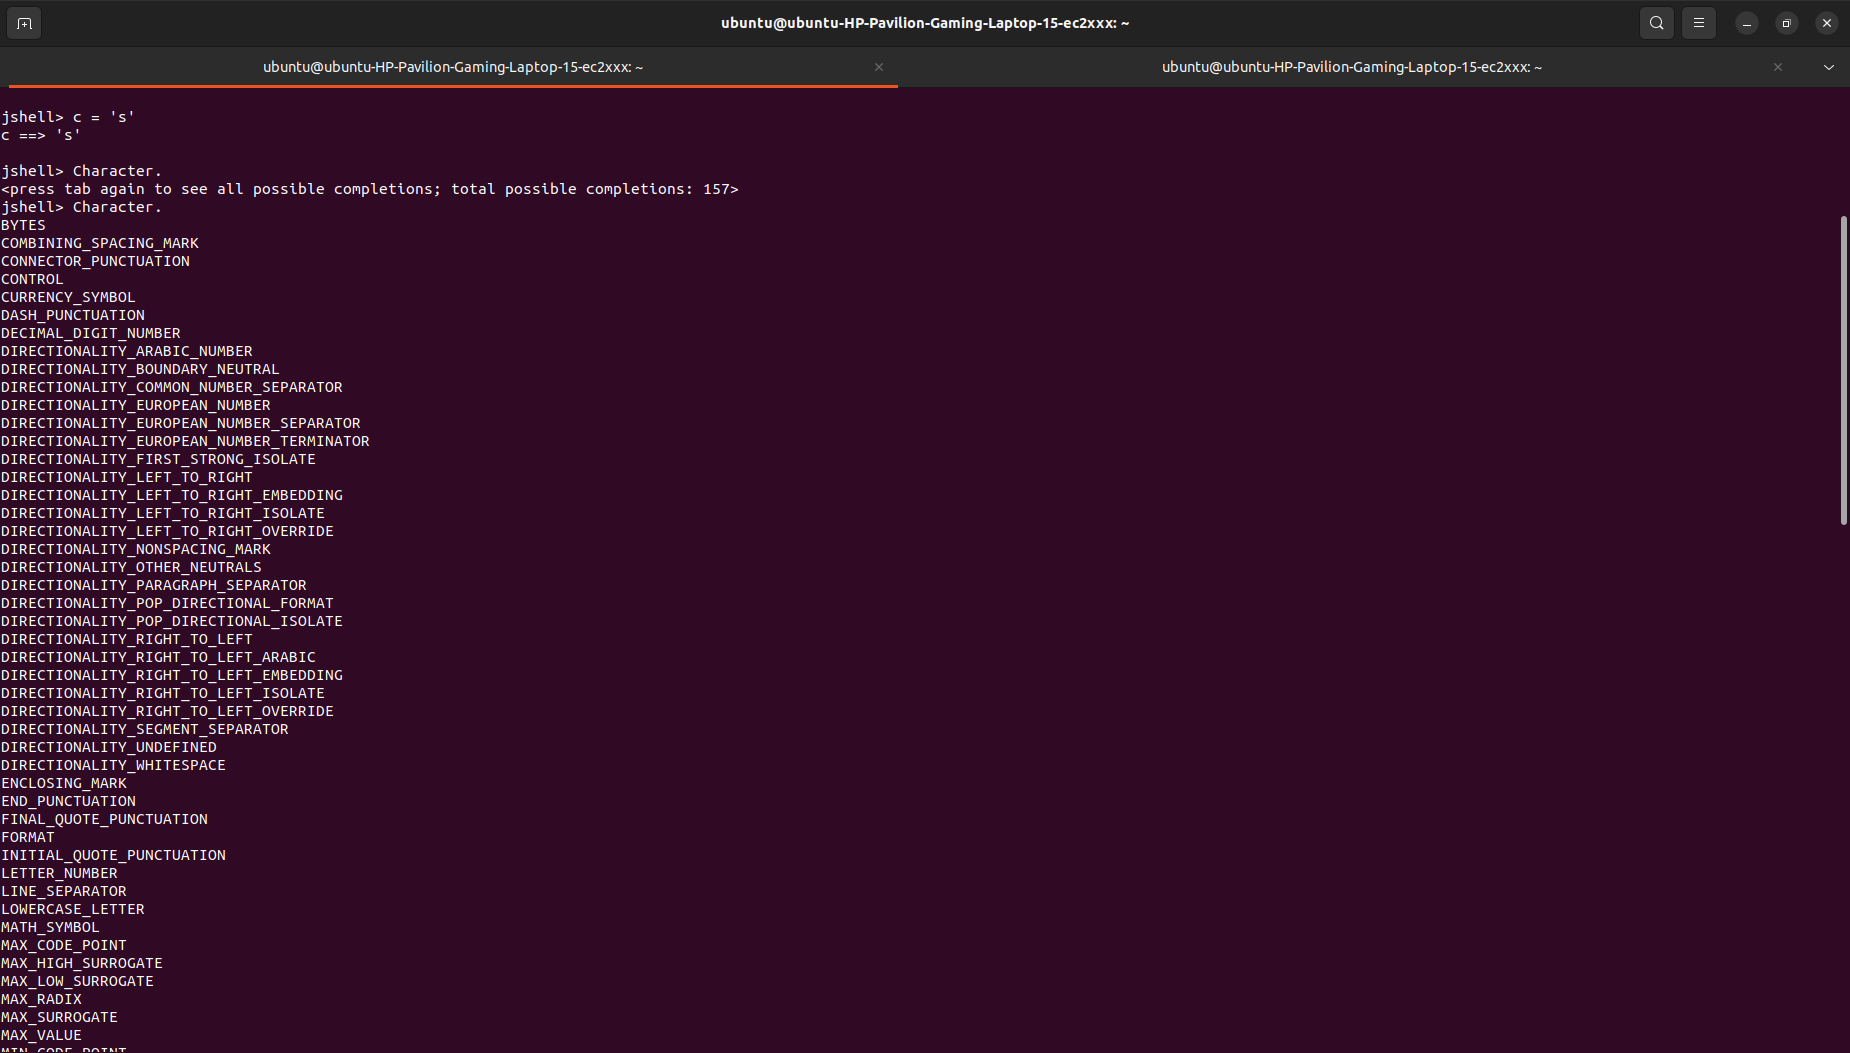 ubuntu@ubuntu-HP-Pavilion-Gaming-Laptop-15-ec2xxx: ~
ubuntu@ubuntu-HP-Pavilion-Gaming-Laptop-15-ec2xxx: ~
ubuntu@ubuntu-HP-Pavilion-Gaming-Laptop-15-ec2xxx: ~
jshell> c = 's'
c ==> 's'
jshell> Character.
<press tab again to see all possible completions; total possible completions: 157>
jshell> Character.
BYTES
COMBINING_SPACING_MARK
CONNECTOR_PUNCTUATION
CONTROL
CURRENCY_SYMBOL
DASH_PUNCTUATION
DECIMAL_DIGIT_NUMBER
DIRECTIONALITY_ARABIC_NUMBER
DIRECTIONALITY_BOUNDARY_NEUTRAL
DIRECTIONALITY_COMMON_NUMBER_SEPARATOR
DIRECTIONALITY_EUROPEAN_NUMBER
DIRECTIONALITY_EUROPEAN_NUMBER_SEPARATOR
DIRECTIONALITY_EUROPEAN_NUMBER_TERMINATOR
DIRECTIONALITY_FIRST_STRONG_ISOLATE
DIRECTIONALITY_LEFT_TO_RIGHT
DIRECTIONALITY_LEFT_TO_RIGHT_EMBEDDING
DIRECTIONALITY_LEFT_TO_RIGHT_ISOLATE
DIRECTIONALITY_LEFT_TO_RIGHT_OVERRIDE
DIRECTIONALITY_NONSPACING_MARK
DIRECTIONALITY_OTHER_NEUTRALS
DIRECTIONALITY_PARAGRAPH_SEPARATOR
DIRECTIONALITY_POP_DIRECTIONAL_FORMAT
DIRECTIONALITY_POP_DIRECTIONAL_ISOLATE
DIRECTIONALITY_RIGHT_TO_LEFT
DIRECTIONALITY_RIGHT_TO_LEFT_ARABIC
DIRECTIONALITY_RIGHT_TO_LEFT_EMBEDDING
DIRECTIONALITY_RIGHT_TO_LEFT_ISOLATE
DIRECTIONALITY_RIGHT_TO_LEFT_OVERRIDE
DIRECTIONALITY_SEGMENT_SEPARATOR
DIRECTIONALITY_UNDEFINED
DIRECTIONALITY_WHITESPACE
ENCLOSING_MARK
END_PUNCTUATION
FINAL_QUOTE_PUNCTUATION
FORMAT
INITIAL_QUOTE_PUNCTUATION
LETTER_NUMBER
LINE_SEPARATOR
LOWERCASE_LETTER
MATH_SYMBOL
MAX_CODE_POINT
MAX_HIGH_SURROGATE
MAX_LOW_SURROGATE
MAX_RADIX
MAX_SURROGATE
MAX_VALUE
MIN_CODE_POINT